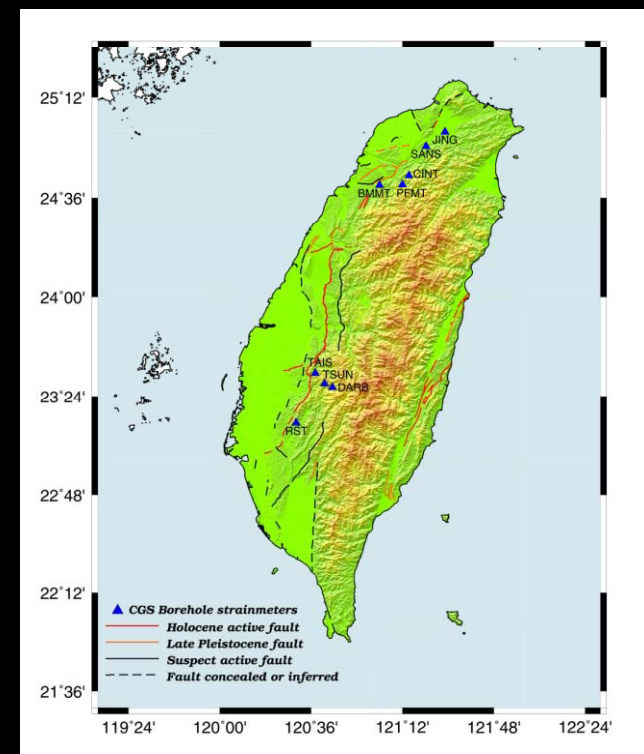 25°12'
JING
SANS
CINT
24°36'
BMMT
PFMT
24°00'
TAIS
TSUN
23°24'
DARB
RST
22°48'
22°12'
CGS Borehole strainmeters
Holocene active fault
Late Pleistocene fault
Suspect active fault
Fault concealed or inferred
21°36'
119°24' 120°00' 120°36' 121°12' 121°48' 122°24'